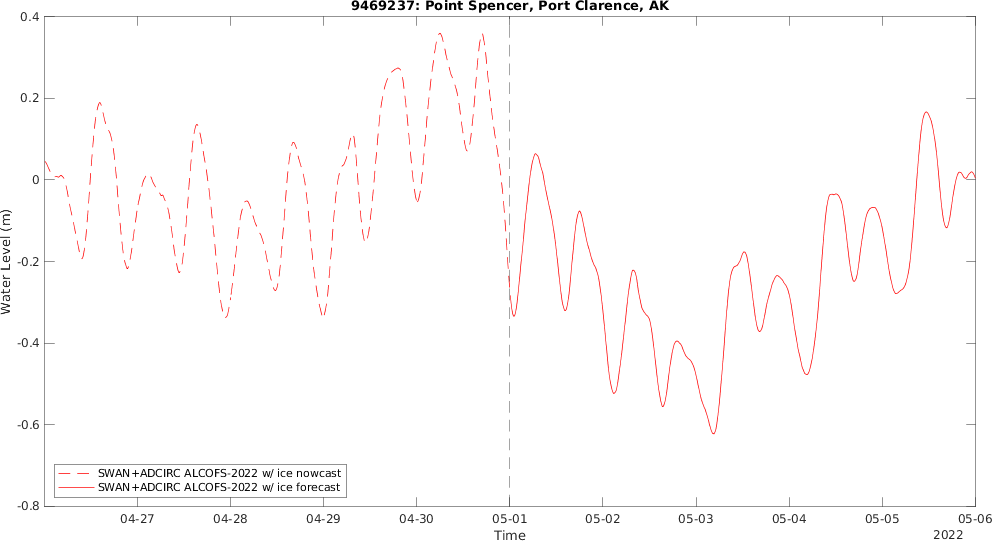 9469237: Point Spencer, Port Clarence, AK
0.4
0.2
0
-0.2
-0.4
-0.6
-0.8
Water Level (m)
SWAN+ADCIRC ALCOFS-2022 w/ ice nowcast
SWAN+ADCIRC ALCOFS-2022 w/ ice forecast
04-27 04-28 04-29 04-30 05-01 05-02 05-03 05-04 05-05 05-06
Time
2022